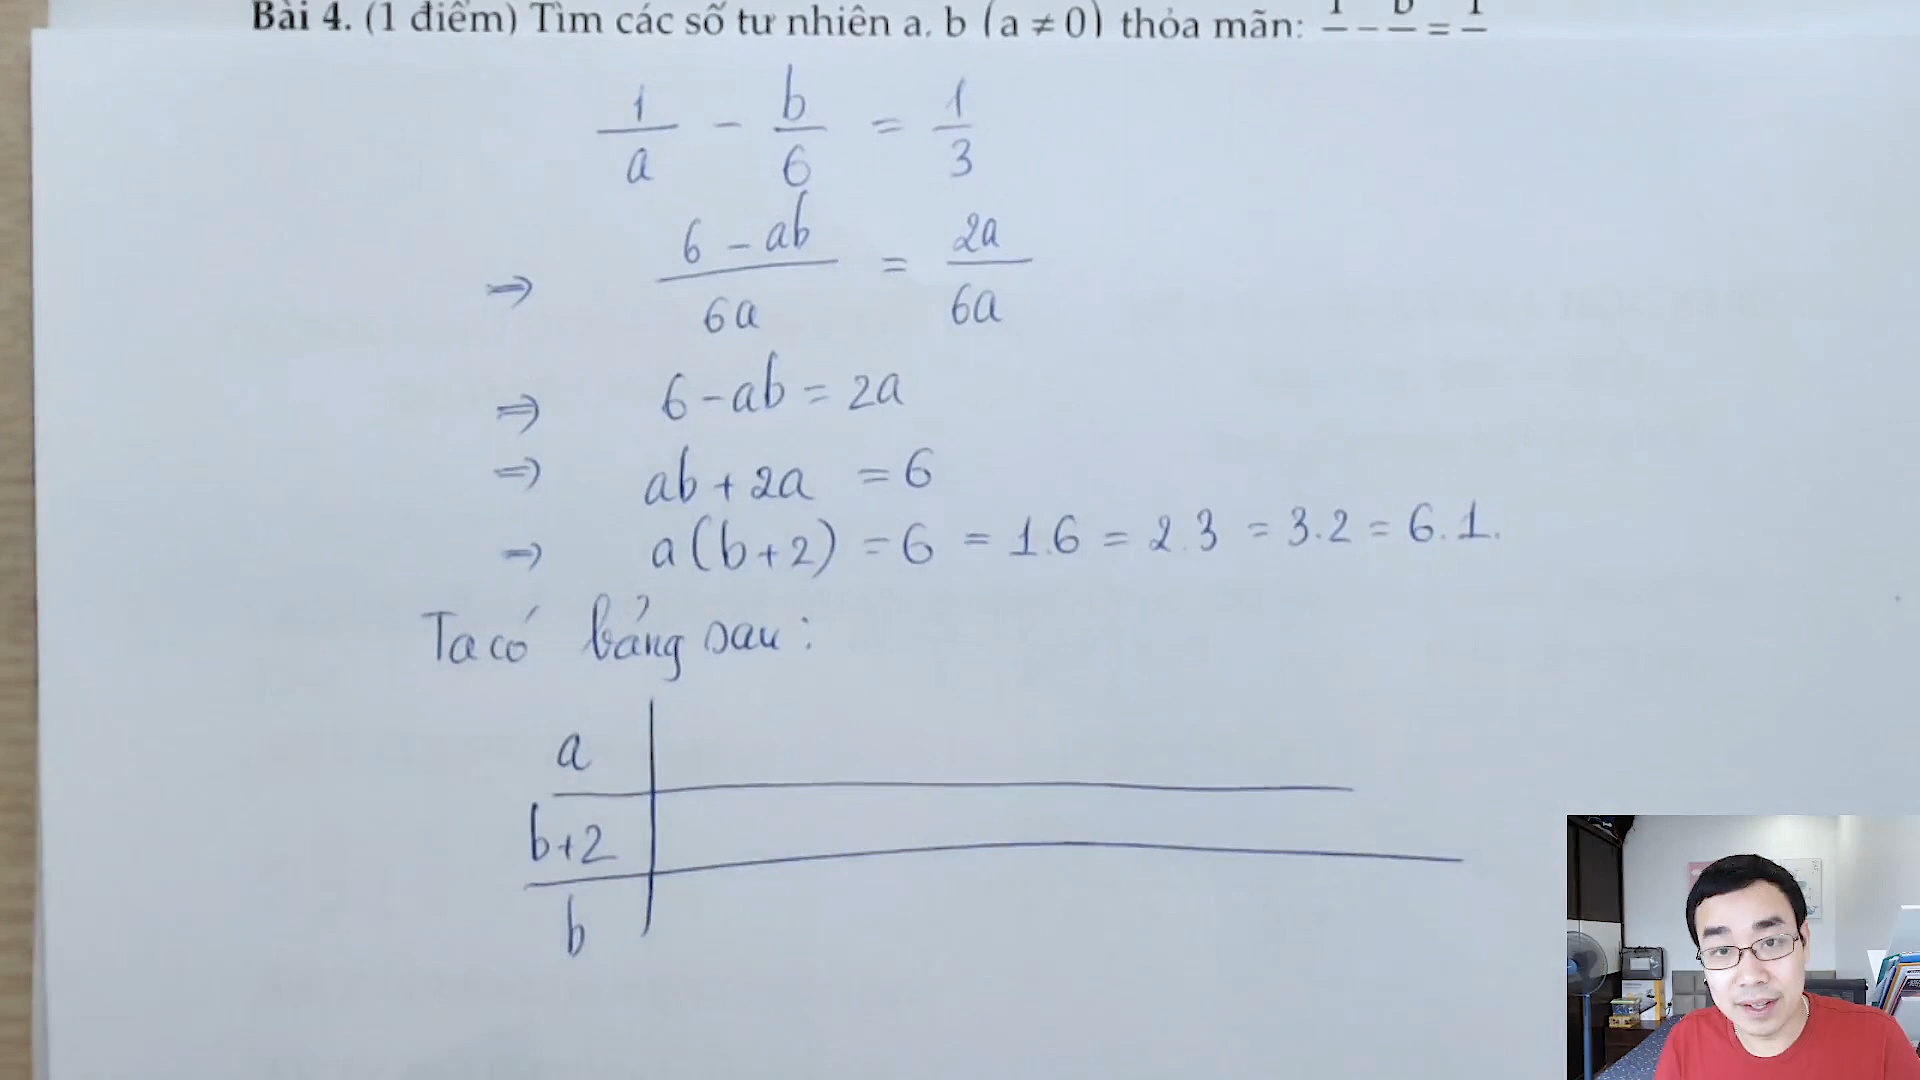 Bài 4. (1 điểm) Tìm các số tự nhiên a, b (a ≠ 0) thỏa mãn: 1/ - b/ = 1/
1/a - b/6 = 1/3
⇒ (6 - ab)/6a = 2a/6a
⇒ 6 - ab = 2a
⇒ ab + 2a = 6
⇒ a(b+2) = 6 = 1.6 = 2.3 = 3.2 = 6.1.
Ta có bảng sau:
a
b+2
b